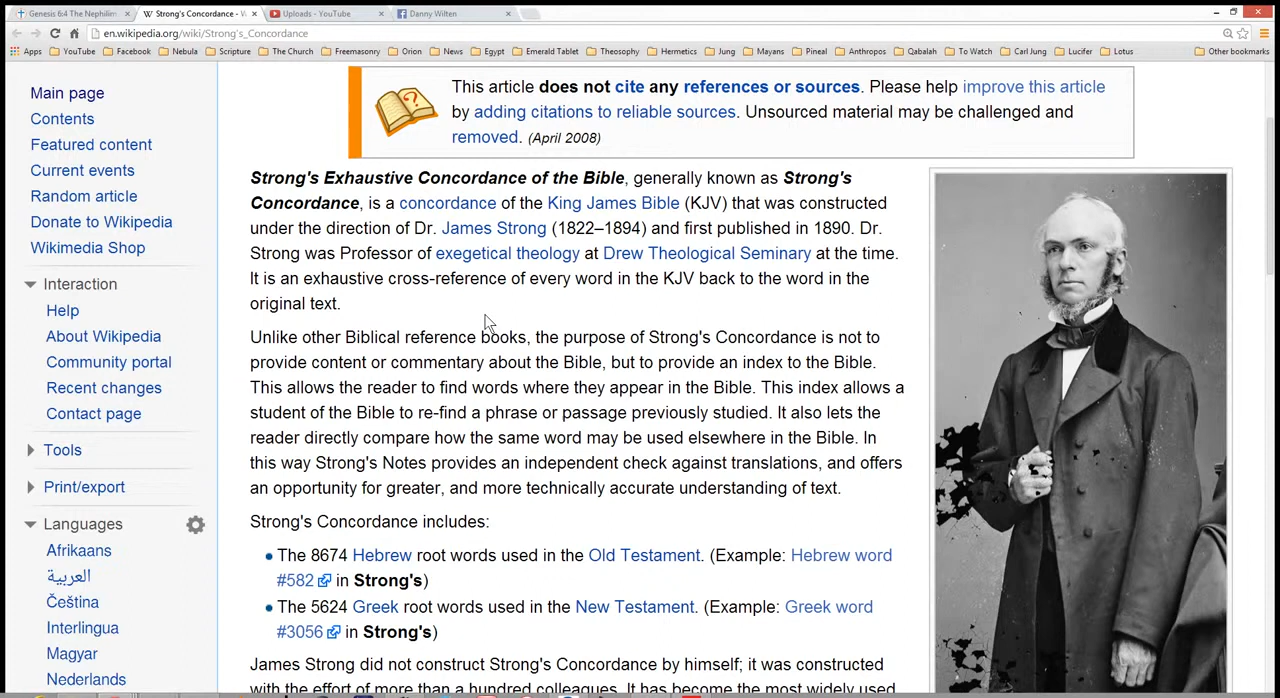 Genesis 6:4 The Nephilim
Strong's Concordance - W
Uploads - YouTube
Danny Wilten
en.wikipedia.org/wiki/Strong's_Concordance
Apps YouTube Facebook Nebula Scripture The Church Freemasonry Orion News Egypt Emerald Tablet Theosophy Hermetics Jung Mayans Pineal Anthropos Qabalah To Watch Carl Jung Lucifer Lotus Other bookmarks
Main page
Contents
Featured content
Current events
Random article
Donate to Wikipedia
Wikimedia Shop
Interaction
Help
About Wikipedia
Community portal
Recent changes
Contact page
Tools
Print/export
Languages
Afrikaans
العربية
Čeština
Interlingua
Magyar
Nederlands
This article does not cite any references or sources. Please help improve this article
by adding citations to reliable sources. Unsourced material may be challenged and
removed. (April 2008)
Strong's Exhaustive Concordance of the Bible, generally known as Strong's
Concordance, is a concordance of the King James Bible (KJV) that was constructed
under the direction of Dr. James Strong (1822–1894) and first published in 1890. Dr.
Strong was Professor of exegetical theology at Drew Theological Seminary at the time.
It is an exhaustive cross-reference of every word in the KJV back to the word in the
original text.
Unlike other Biblical reference books, the purpose of Strong's Concordance is not to
provide content or commentary about the Bible, but to provide an index to the Bible.
This allows the reader to find words where they appear in the Bible. This index allows a
student of the Bible to re-find a phrase or passage previously studied. It also lets the
reader directly compare how the same word may be used elsewhere in the Bible. In
this way Strong's Notes provides an independent check against translations, and offers
an opportunity for greater, and more technically accurate understanding of text.
Strong's Concordance includes:
The 8674 Hebrew root words used in the Old Testament. (Example: Hebrew word
#582 in Strong's)
The 5624 Greek root words used in the New Testament. (Example: Greek word
#3056 in Strong's)
James Strong did not construct Strong's Concordance by himself; it was constructed
with the effort of more than a hundred colleagues. It has become the most widely used